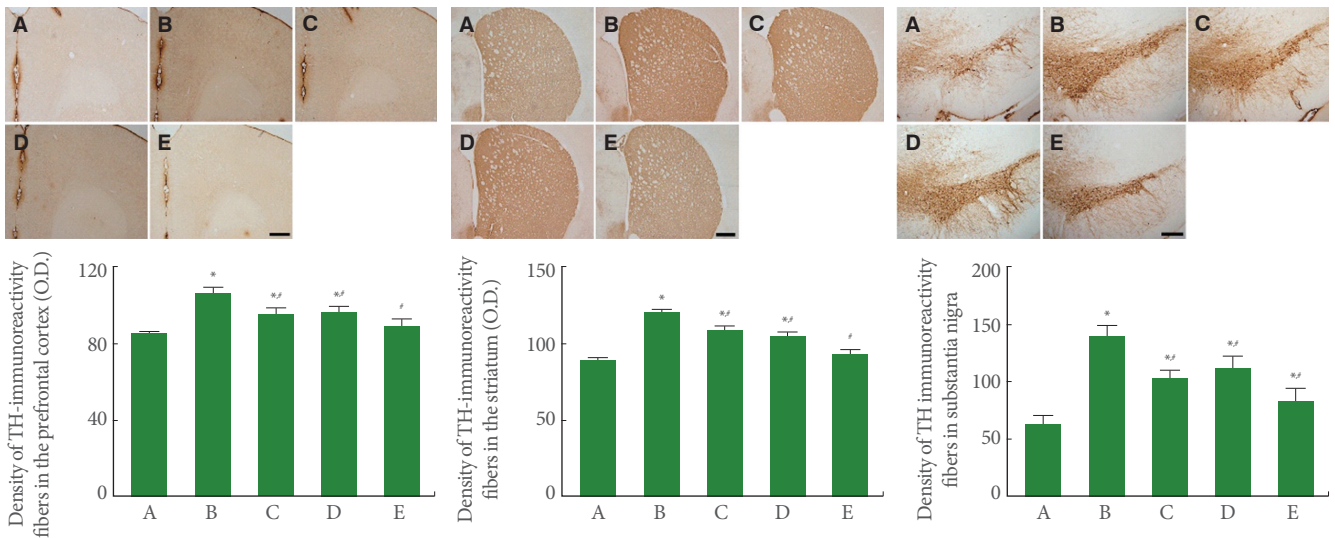 A B C
D E
Density of TH-immunoreactivity
fibers in the prefrontal cortex (O.D.)
120
80
40
0
* *,# *,# #
A B C D E
A B C
D E
Density of TH-immunoreactivity
fibers in the striatum (O.D.)
150
100
50
0
* *,# *,# #
A B C D E
A B C
D E
Density of TH immunoreactivity
fibers in substantia nigra
200
150
100
50
0
* *,# *,# *,#
A B C D E